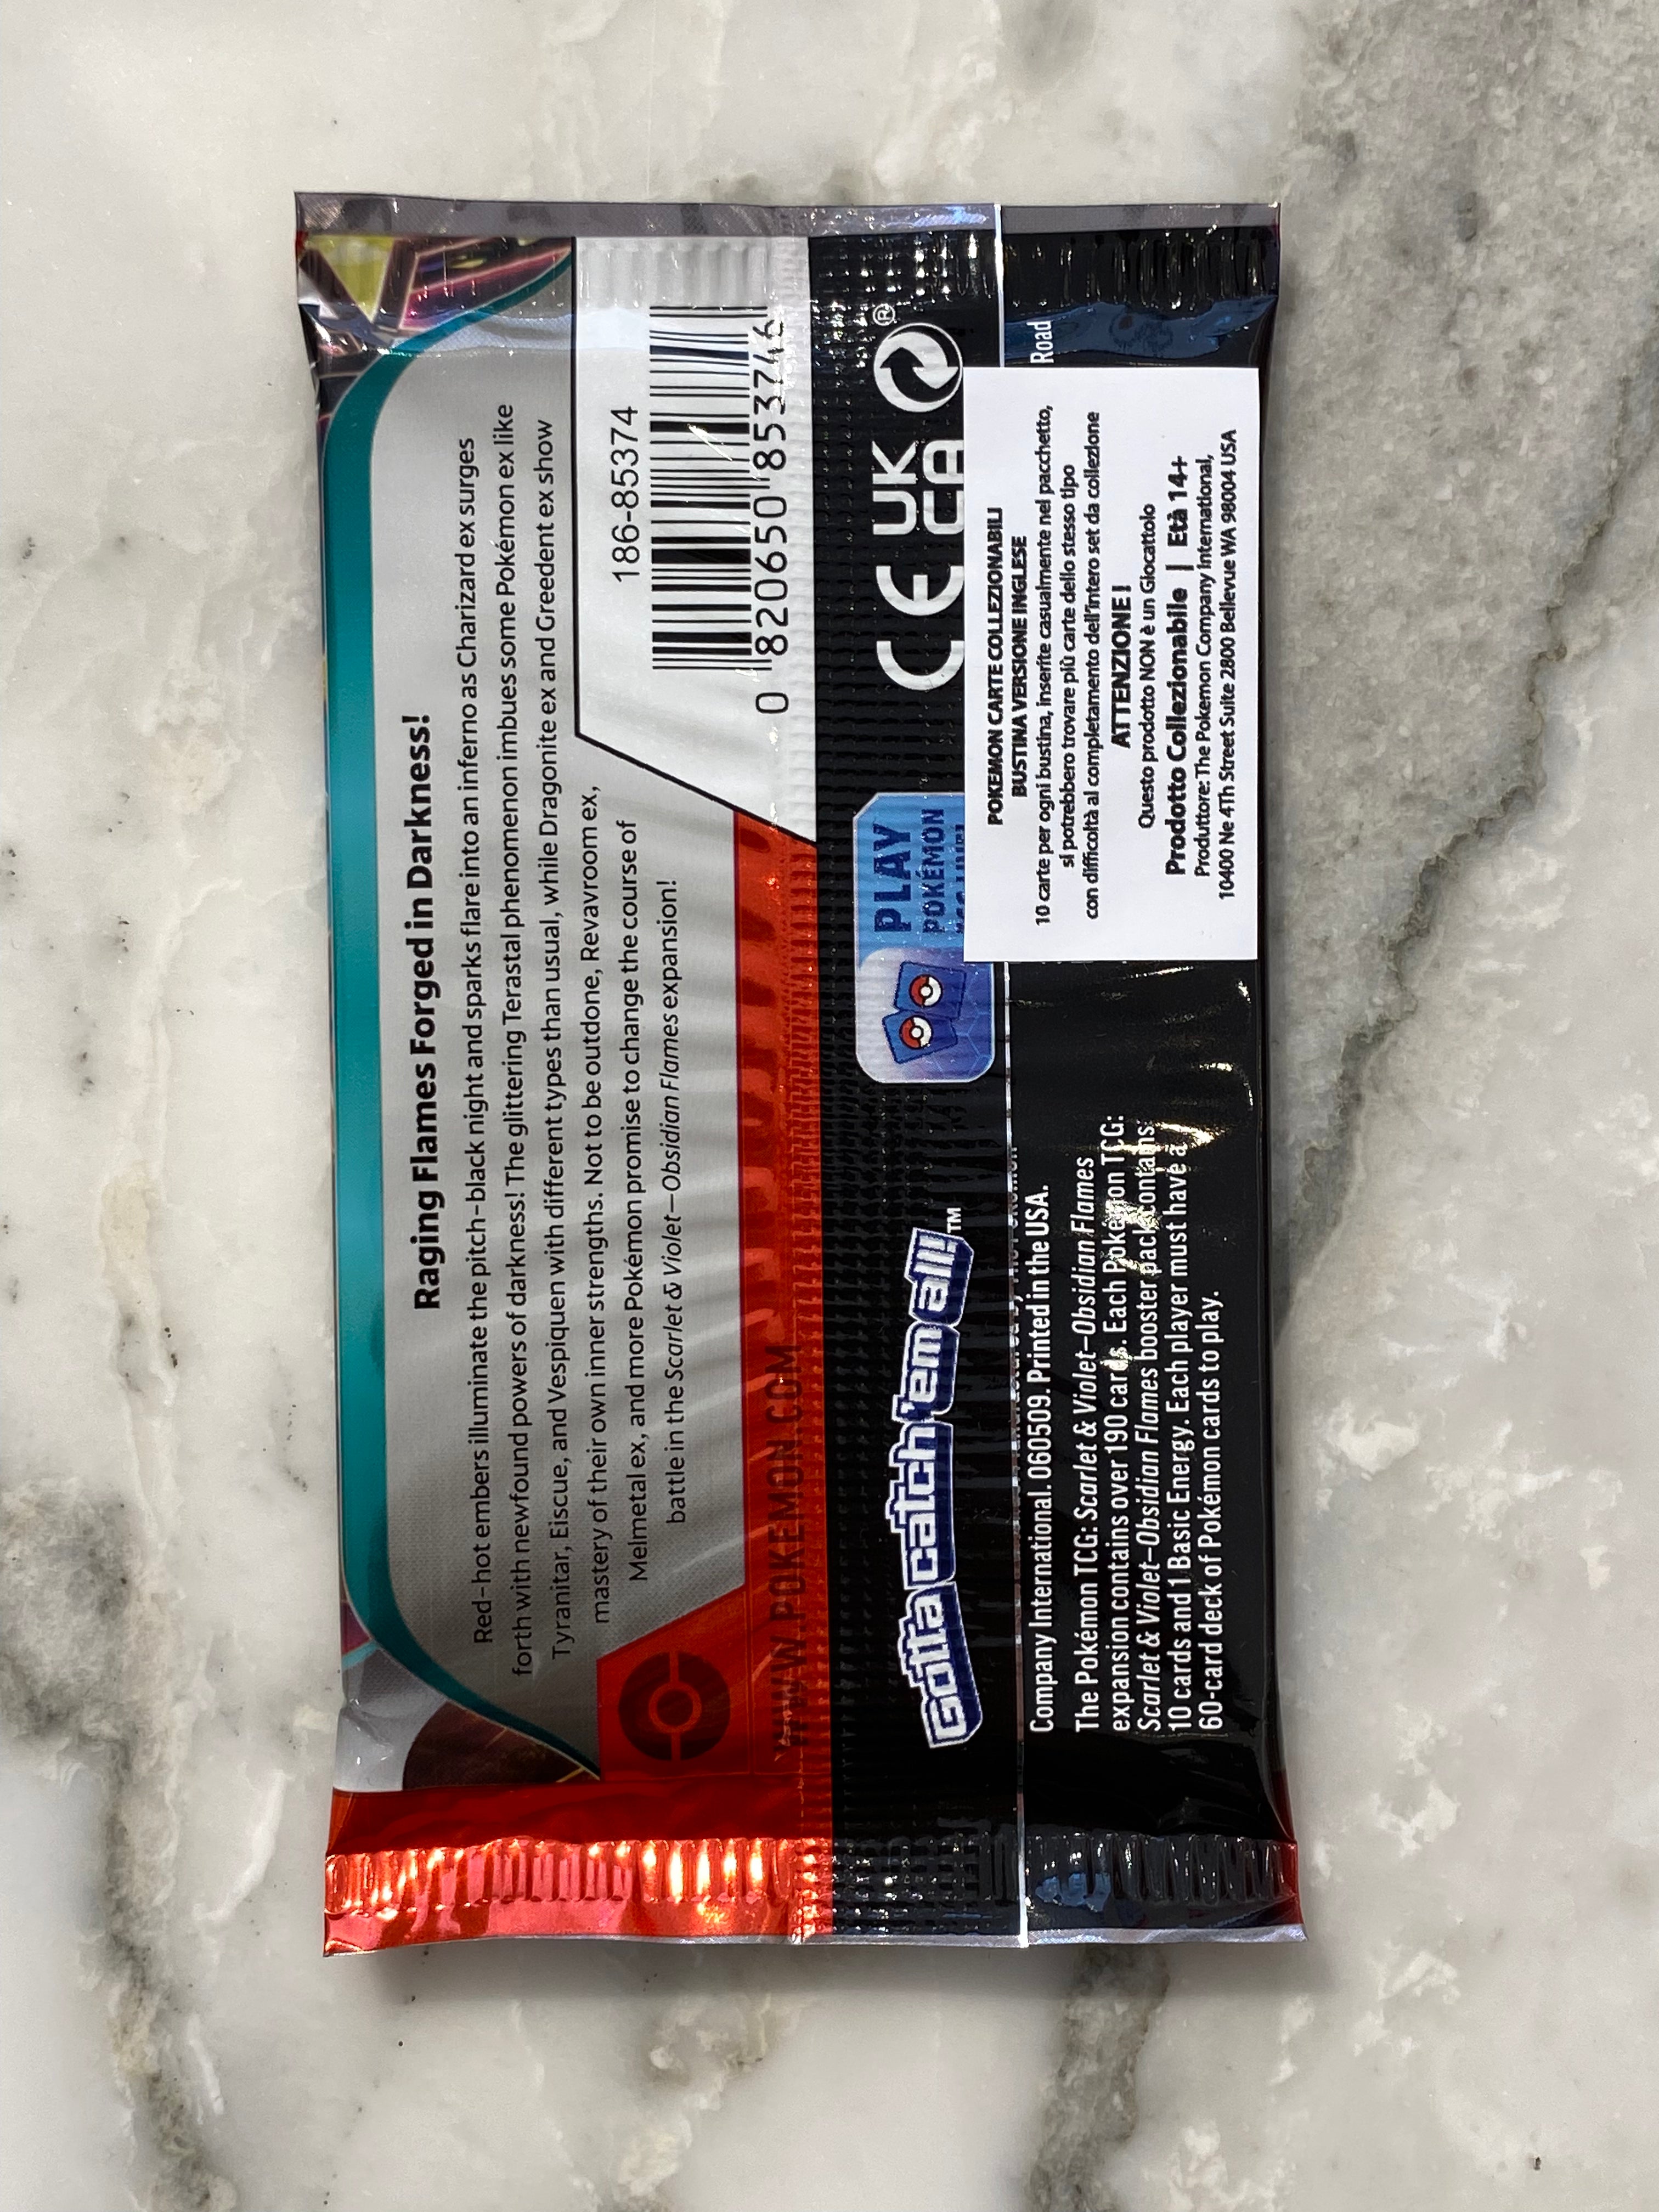 Raging Flames Forged in Darkness!
Red-hot embers illuminate the pitch-black night and sparks flare into an inferno as Charizard ex surges
forth with newfound powers of darkness! The glittering Terastal phenomenon imbues some Pokémon ex like
Tyranitar, Eiscue, and Vespiquen with different types than usual, while Dragonite ex and Greedent ex show
mastery of their own inner strengths. Not to be outdone, Revavroom ex,
Melmetal ex, and more Pokémon promise to change the course of
battle in the Scarlet & Violet—Obsidian Flames expansion!
186-85374
0 820650 853746
WWW.POKEMON.COM
Gotta catch 'em all!™
PLAY
POKÉMON
CE UK
CA
®
Road
Company International. 060509. Printed in the USA.
The Pokémon TCG: Scarlet & Violet—Obsidian Flames
expansion contains over 190 cards. Each Pokémon TCG:
Scarlet & Violet—Obsidian Flames booster pack contains:
10 cards and 1 Basic Energy. Each player must have a
60-card deck of Pokémon cards to play.
POKEMON CARTE COLLEZIONABILI
BUSTINA VERSIONE INGLESE
10 carte per ogni bustina, inserite casualmente nel pacchetto,
si potrebbero trovare più carte dello stesso tipo
con difficoltà al completamento dell'intero set da collezione
ATTENZIONE !
Questo prodotto NON è un Giocattolo
Prodotto Collezionabile | Età 14+
Produttore: The Pokemon Company International,
10400 Ne 4Th Street Suite 2800 Bellevue WA 98004 USA